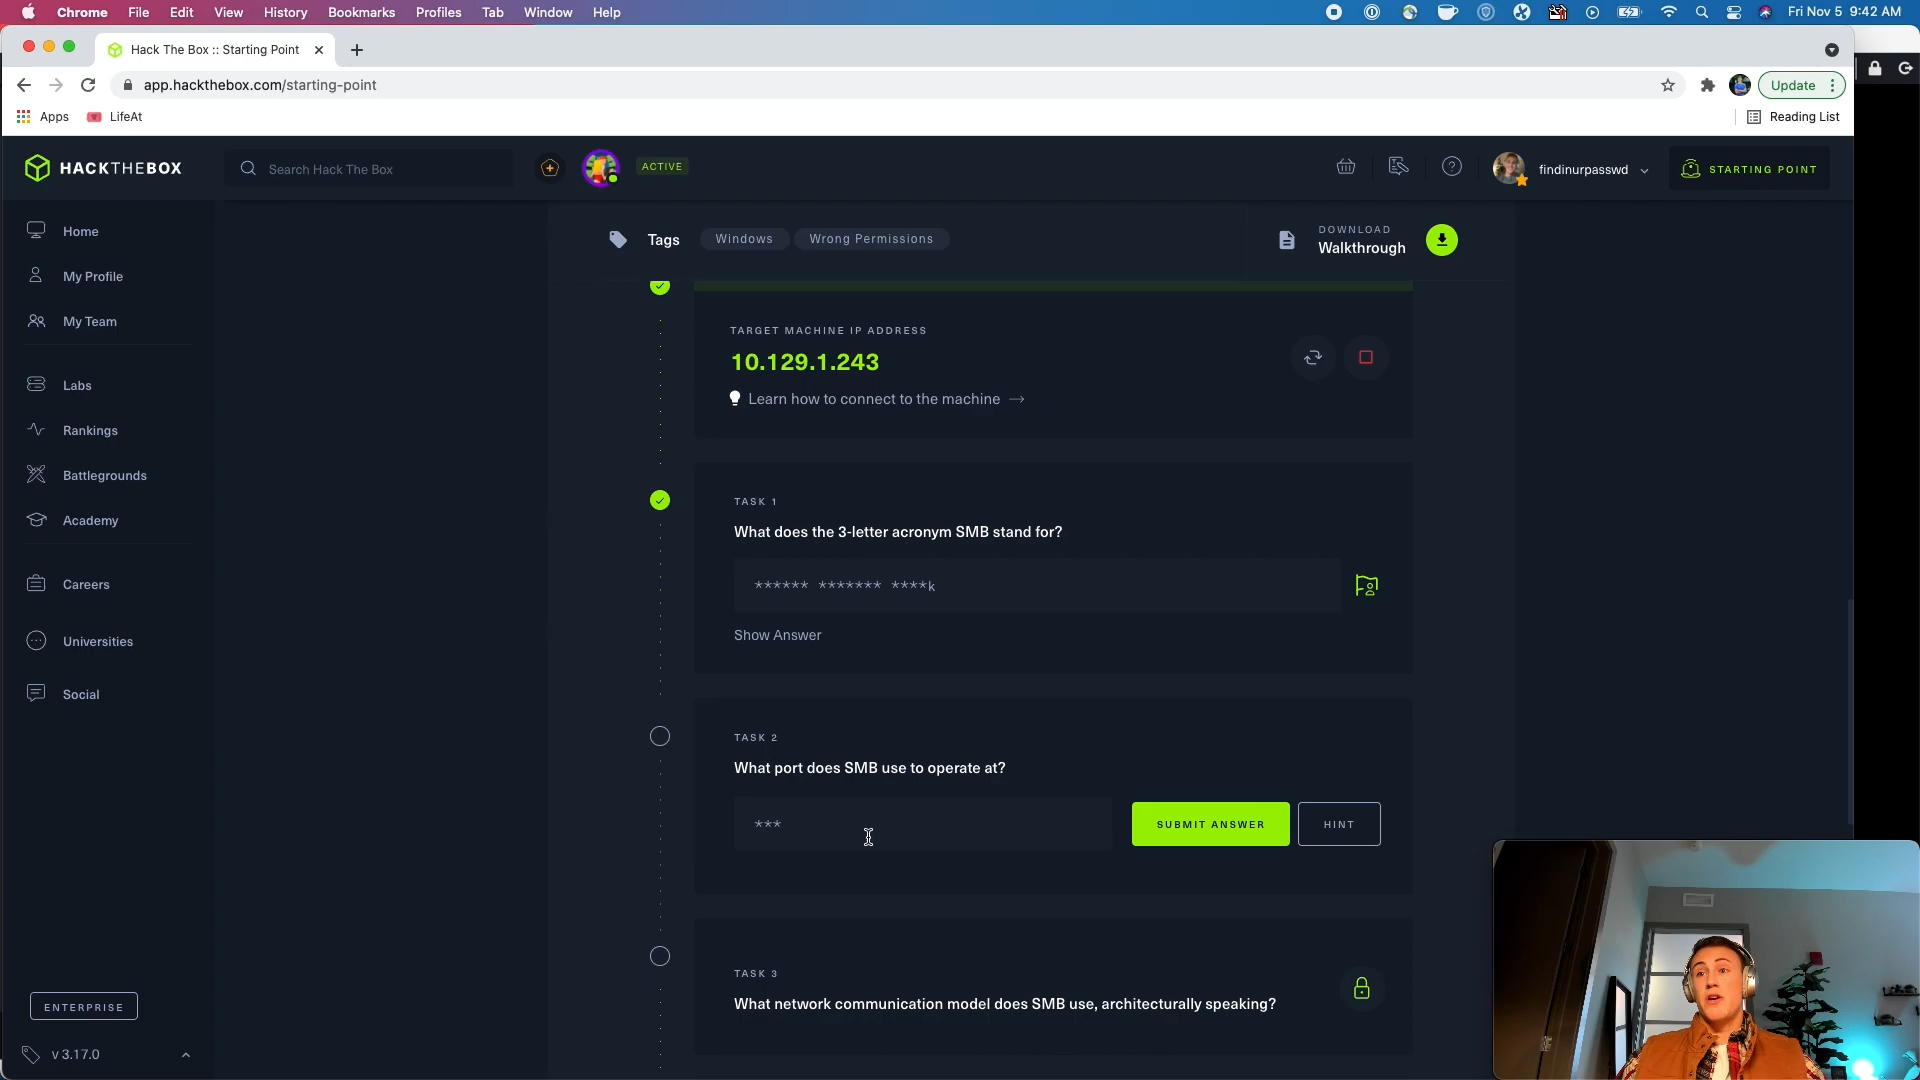 Chrome File Edit View History Bookmarks Profiles Tab Window Help Fri Nov 5 9:42 AM
Hack The Box :: Starting Point
app.hackthebox.com/starting-point Update
Apps LifeAt Reading List
HACKTHEBOX Search Hack The Box ACTIVE findinurpasswd STARTING POINT
Home
My Profile
My Team
Labs
Rankings
Battlegrounds
Academy
Careers
Universities
Social
ENTERPRISE
v 3.17.0
Tags Windows Wrong Permissions
DOWNLOAD
Walkthrough
TARGET MACHINE IP ADDRESS
10.129.1.243
Learn how to connect to the machine →
TASK 1
What does the 3-letter acronym SMB stand for?
****** ******* ****k
Show Answer
TASK 2
What port does SMB use to operate at?
*** SUBMIT ANSWER HINT
TASK 3
What network communication model does SMB use, architecturally speaking?